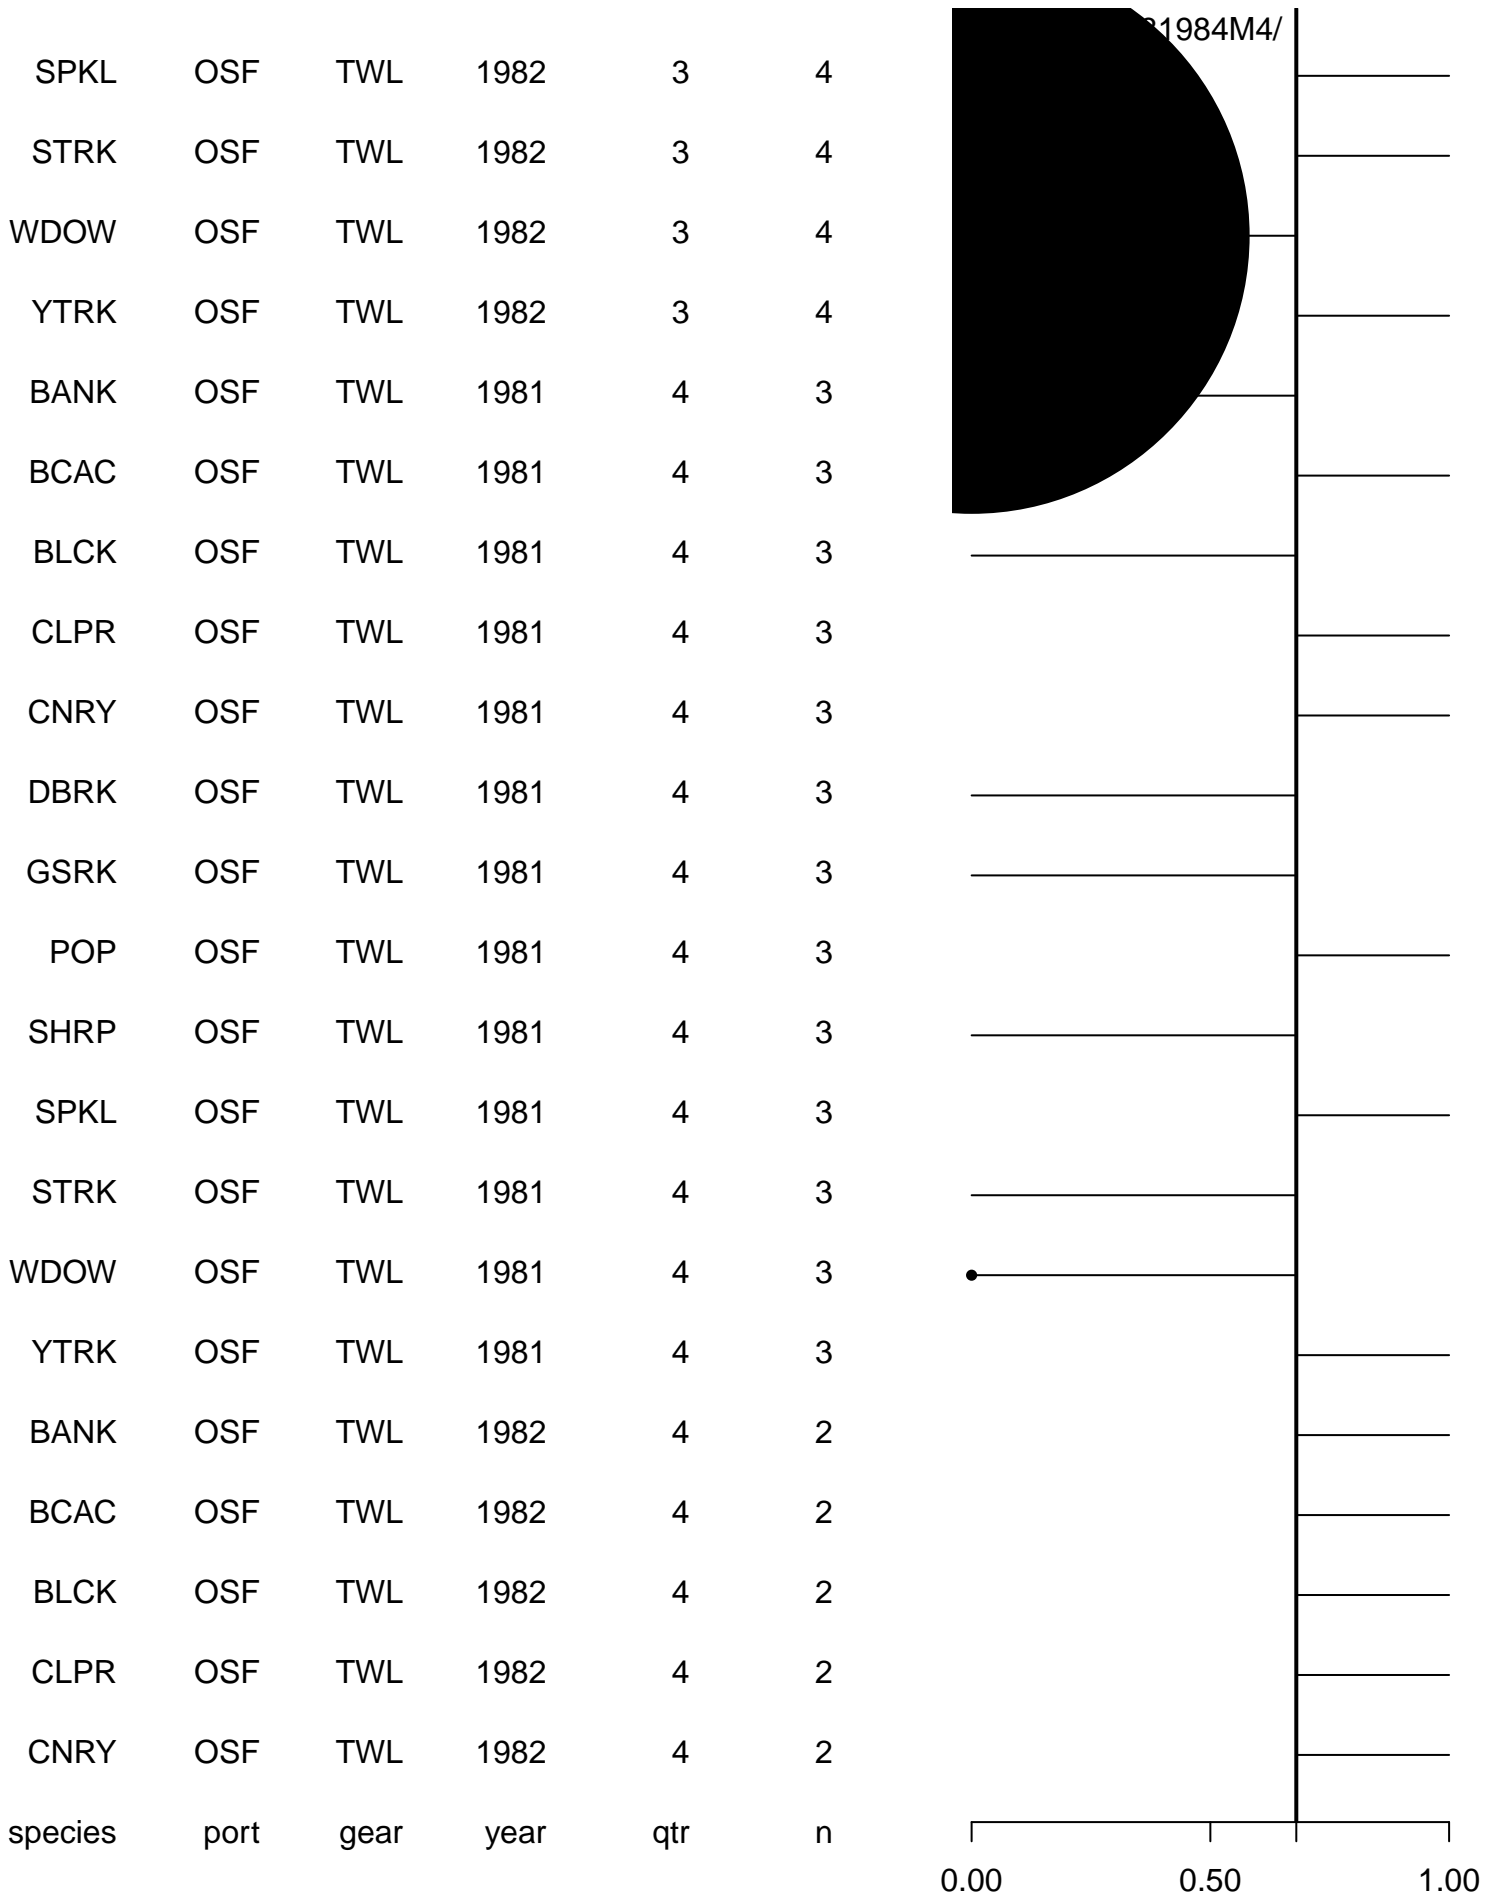 1984M4/
SPKL OSF TWL 1982 3 4
STRK OSF TWL 1982 3 4
WDOW OSF TWL 1982 3 4
YTRK OSF TWL 1982 3 4
BANK OSF TWL 1981 4 3
BCAC OSF TWL 1981 4 3
BLCK OSF TWL 1981 4 3
CLPR OSF TWL 1981 4 3
CNRY OSF TWL 1981 4 3
DBRK OSF TWL 1981 4 3
GSRK OSF TWL 1981 4 3
POP OSF TWL 1981 4 3
SHRP OSF TWL 1981 4 3
SPKL OSF TWL 1981 4 3
STRK OSF TWL 1981 4 3
WDOW OSF TWL 1981 4 3
YTRK OSF TWL 1981 4 3
BANK OSF TWL 1982 4 2
BCAC OSF TWL 1982 4 2
BLCK OSF TWL 1982 4 2
CLPR OSF TWL 1982 4 2
CNRY OSF TWL 1982 4 2
species port gear year qtr n
0.00 0.50 1.00